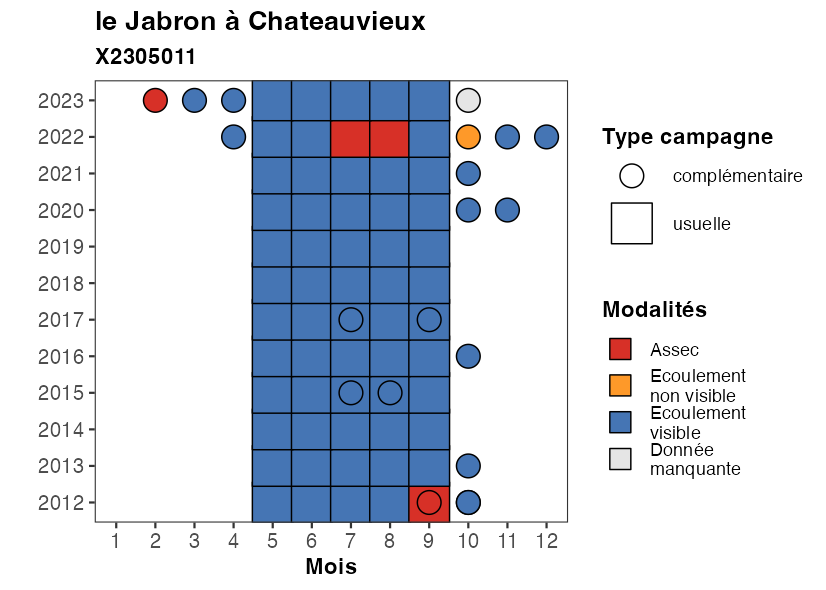 le Jabron à Chateauvieux
X2305011
2023
2022
2021
2020
2019
2018
2017
2016
2015
2014
2013
2012
1 2 3 4 5 6 7 8 9 10 11 12
Mois
Type campagne
complémentaire
usuelle
Modalités
Assec
Ecoulement
non visible
Ecoulement
visible
Donnée
manquante